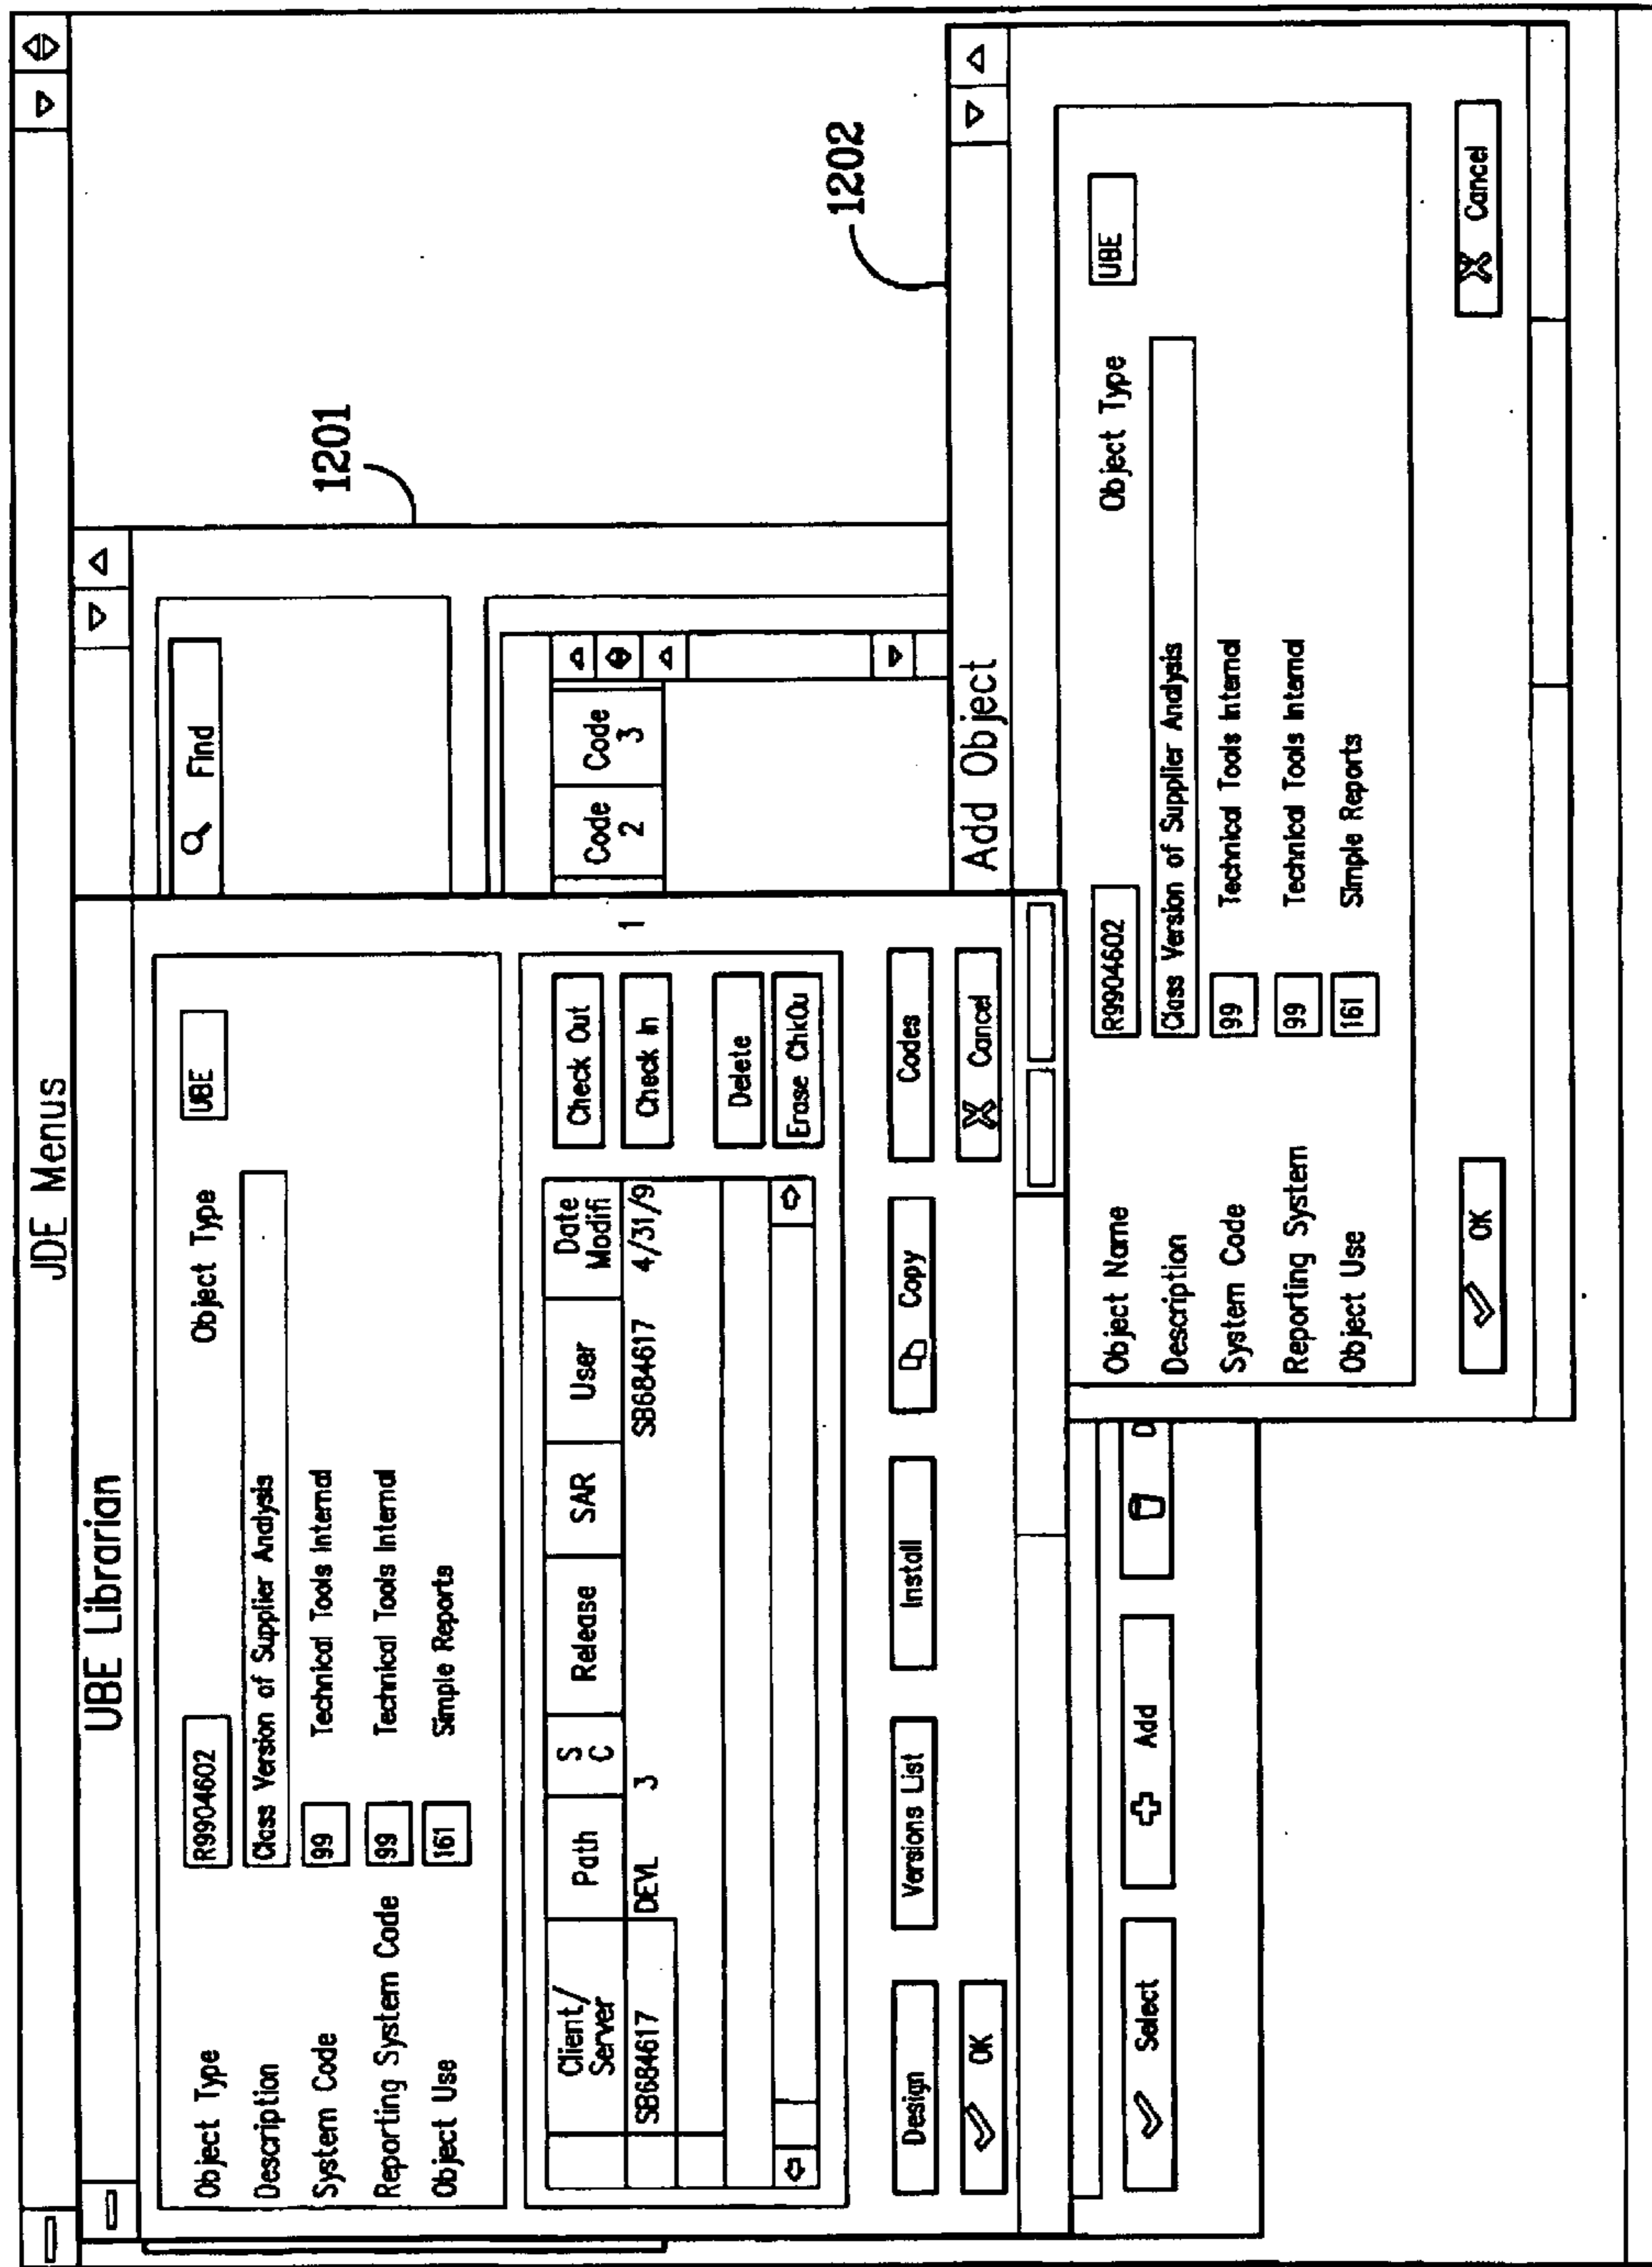 JDE Menus
UBE Librarian
Object Type R9904602 Object Type UBE
Description Class Version of Supplier Analysis
System Code 99 Technical Tools Internal
Reporting System Code 99 Technical Tools Internal
Object Use 161 Simple Reports
Client/Server Path S C Release SAR User Date Modifi
SB684617 DEVL 3 SB684617 4/31/9
Check Out
Check In
Delete
Erase ChkOu
Design Versions List Install Copy Codes
OK Cancel
1
Find
Code 2 Code 3
1201
Select Add D
1202
Add Object
Object Name R9904602 Object Type UBE
Description Class Version of Supplier Analysis
System Code 99 Technical Tools Internal
Reporting System 99 Technical Tools Internal
Object Use 161 Simple Reports
OK Cancel